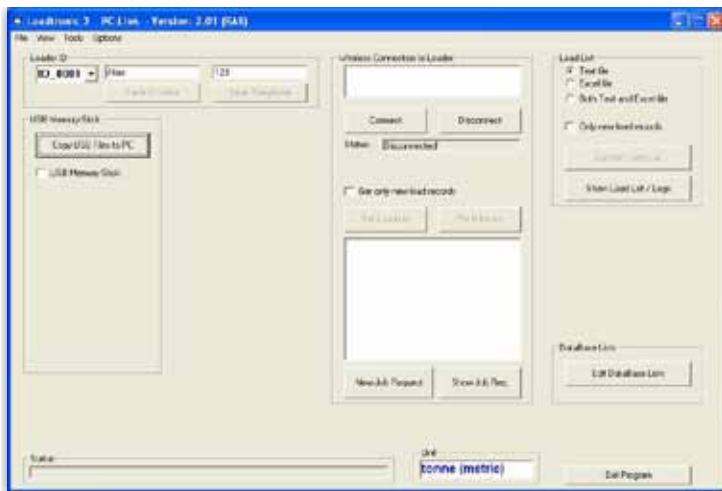 Loadtronic 3 PC-Link - Version: 2.01 (SAS)
File View Tools Options
Loader ID
ID_0001
123
USB Memory Stick
Copy USB Files to PC
USB Memory Stick
Wireless Connection to Loader
Connect Disconnect
Status: Disconnected
Get only new load records
New Job Request Show Job Req.
Load List
Text file
Excel file
Both Text and Excel file
Only new load records
Show Load List / Logs
DataBase Lists
Edit DataBase Lists
Status
Unit
tonne (metric)
Exit Program